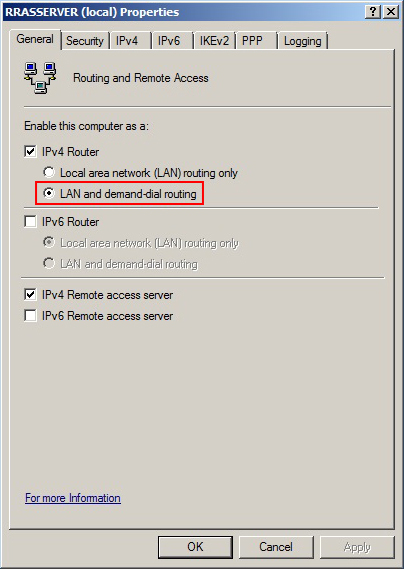 RRASSERVER (local) Properties
General Security IPv4 IPv6 IKEv2 PPP Logging
Routing and Remote Access
Enable this computer as a:
IPv4 Router
Local area network (LAN) routing only
LAN and demand-dial routing
IPv6 Router
Local area network (LAN) routing only
LAN and demand-dial routing
IPv4 Remote access server
IPv6 Remote access server
For more Information
OK Cancel Apply